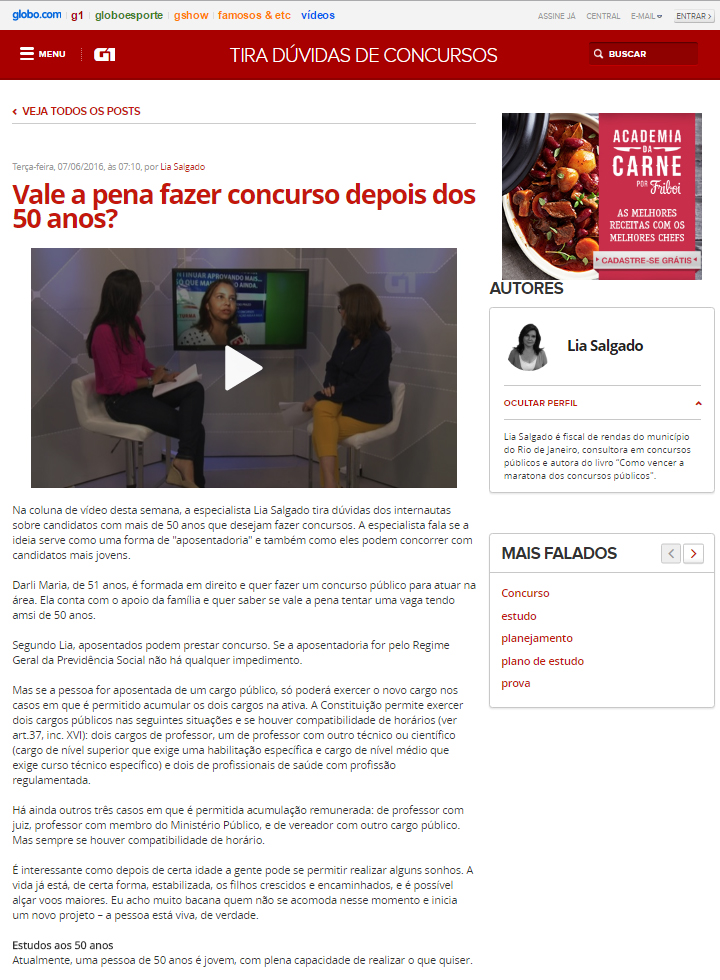 globo.com g1 globoesporte gshow famosos & etc vídeos
ASSINE JÁ CENTRAL E-MAIL ENTRAR ›
MENU G1 TIRA DÚVIDAS DE CONCURSOS BUSCAR
‹ VEJA TODOS OS POSTS
Terça-feira, 07/06/2016, às 07:10, por Lia Salgado
Vale a pena fazer concurso depois dos
50 anos?
NTINUAR APROVANDO MAIS...
SÓ QUE MAI AINDA.
G1
Na coluna de vídeo desta semana, a especialista Lia Salgado tira dúvidas dos internautas
sobre candidatos com mais de 50 anos que desejam fazer concursos. A especialista fala se a
ideia serve como uma forma de "aposentadoria" e também como eles podem concorrer com
candidatos mais jovens.
Darli Maria, de 51 anos, é formada em direito e quer fazer um concurso público para atuar na
área. Ela conta com o apoio da família e quer saber se vale a pena tentar uma vaga tendo
amsi de 50 anos.
Segundo Lia, aposentados podem prestar concurso. Se a aposentadoria for pelo Regime
Geral da Previdência Social não há qualquer impedimento.
Mas se a pessoa for aposentada de um cargo público, só poderá exercer o novo cargo nos
casos em que é permitido acumular os dois cargos na ativa. A Constituição permite exercer
dois cargos públicos nas seguintes situações e se houver compatibilidade de horários (ver
art.37, inc. XVI): dois cargos de professor, um de professor com outro técnico ou científico
(cargo de nível superior que exige uma habilitação específica e cargo de nível médio que
exige curso técnico específico) e dois de profissionais de saúde com profissão
regulamentada.
Há ainda outros três casos em que é permitida acumulação remunerada: de professor com
juiz, professor com membro do Ministério Público, e de vereador com outro cargo público.
Mas sempre se houver compatibilidade de horário.
É interessante como depois de certa idade a gente pode se permitir realizar alguns sonhos. A
vida já está, de certa forma, estabilizada, os filhos crescidos e encaminhados, e é possível
alçar voos maiores. Eu acho muito bacana quem não se acomoda nesse momento e inicia
um novo projeto – a pessoa está viva, de verdade.
Estudos aos 50 anos
Atualmente, uma pessoa de 50 anos é jovem, com plena capacidade de realizar o que quiser.
ACADEMIA
DA
CARNE
POR Friboi
AS MELHORES
RECEITAS COM OS
MELHORES CHEFS
CADASTRE-SE GRÁTIS
AUTORES
Lia Salgado
OCULTAR PERFIL
Lia Salgado é fiscal de rendas do município
do Rio de Janeiro, consultora em concursos
públicos e autora do livro "Como vencer a
maratona dos concursos públicos".
MAIS FALADOS
Concurso
estudo
planejamento
plano de estudo
prova